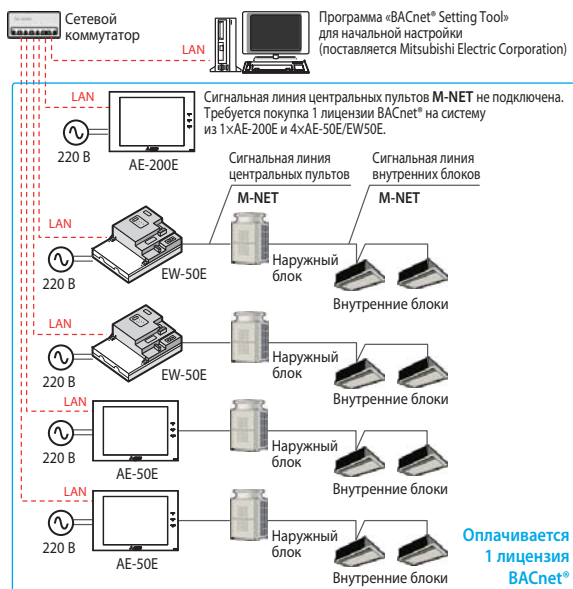 Сетевой
коммутатор
LAN
Программа «BACnet® Setting Tool»
для начальной настройки
(поставляется Mitsubishi Electric Corporation)
LAN
220 В
AE-200E
Сигнальная линия центральных пультов M-NET не подключена.
Требуется покупка 1 лицензии BACnet® на систему
из 1×AE-200E и 4×AE-50E/EW50E.
Сигнальная линия
центральных пультов
M-NET
Сигнальная линия
внутренних блоков
M-NET
LAN
220 В
EW-50E
Наружный
блок
Внутренние блоки
LAN
220 В
EW-50E
Наружный
блок
Внутренние блоки
LAN
220 В
AE-50E
Наружный
блок
Внутренние блоки
LAN
220 В
AE-50E
Наружный
блок
Внутренние блоки
Оплачивается
1 лицензия
BACnet®